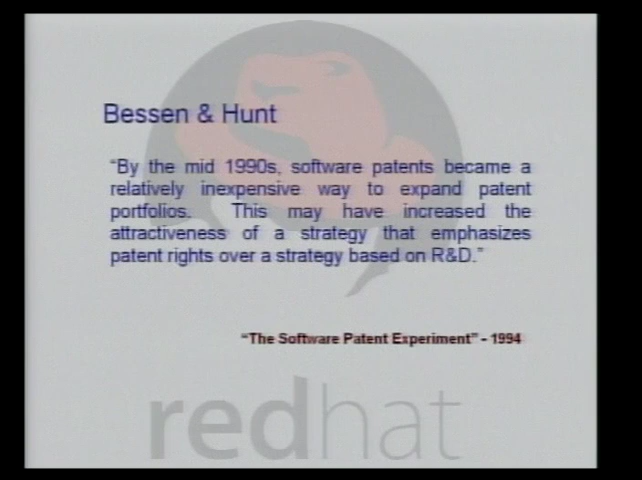 Bessen & Hunt
"By the mid 1990s, software patents became a
relatively inexpensive way to expand patent
portfolios. This may have increased the
attractiveness of a strategy that emphasizes
patent rights over a strategy based on R&D."
"The Software Patent Experiment" - 1994
redhat